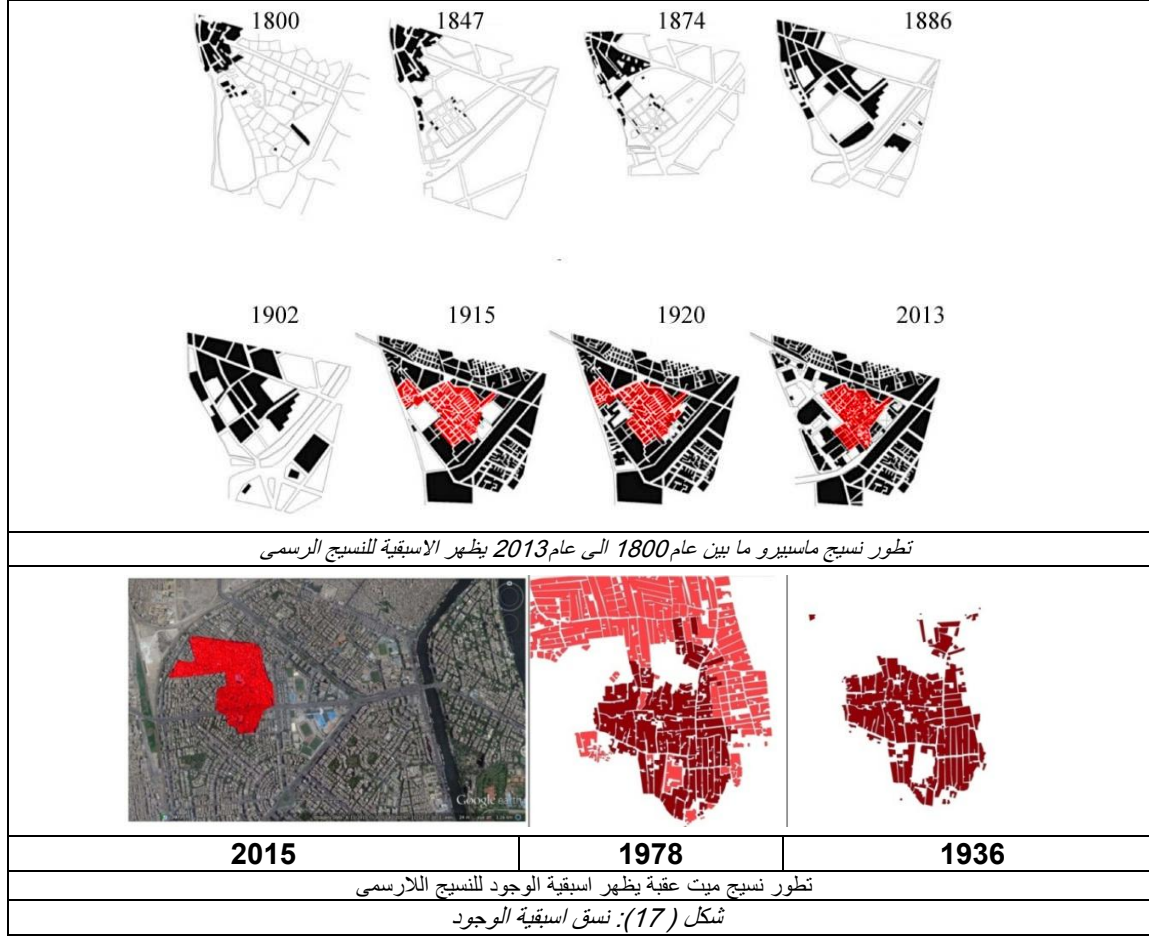 1800
1847
1874
1886
1902
1915
1920
2013
تطور نسيج ماسبيرو ما بين عام 1800 الى عام 2013 يظهر الاسبقية للنسيج الرسمى
Google earth
2015
1978
1936
تطور نسيج ميت عقبة يظهر اسبقية الوجود للنسيج اللارسمى
شكل (17): نسق اسبقية الوجود